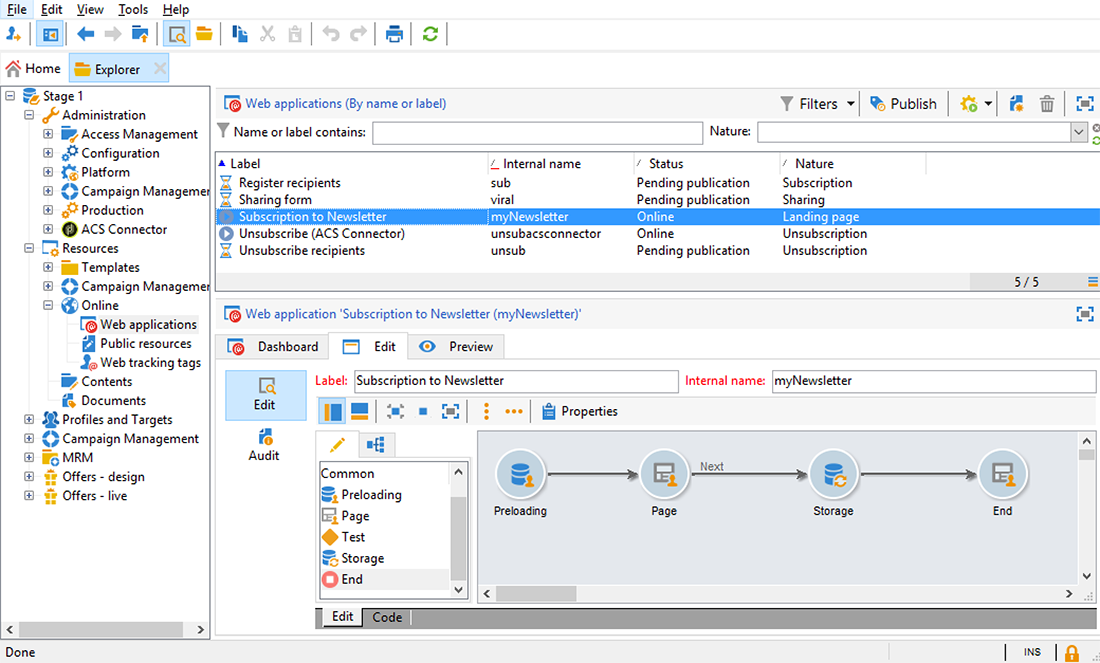 File Edit View Tools Help
Home Explorer
Stage 1
Administration
Access Management
Configuration
Platform
Campaign Managemer
Production
ACS Connector
Resources
Templates
Campaign Managemer
Online
Web applications
Public resources
Web tracking tags
Contents
Documents
Profiles and Targets
Campaign Management
MRM
Offers - design
Offers - live
Web applications (By name or label) Filters Publish
Name or label contains: Nature:
Label Internal name Status Nature
Register recipients sub Pending publication Subscription
Sharing form viral Pending publication Sharing
Subscription to Newsletter myNewsletter Online Landing page
Unsubscribe (ACS Connector) unsubacsconnector Online Unsubscription
Unsubscribe recipients unsub Pending publication Unsubscription
5 / 5
Web application 'Subscription to Newsletter (myNewsletter)'
Dashboard Edit Preview
Edit
Audit
Label: Subscription to Newsletter Internal name: myNewsletter
Properties
Common
Preloading
Page
Test
Storage
End
Next
Preloading Page Storage End
Edit Code
Done INS